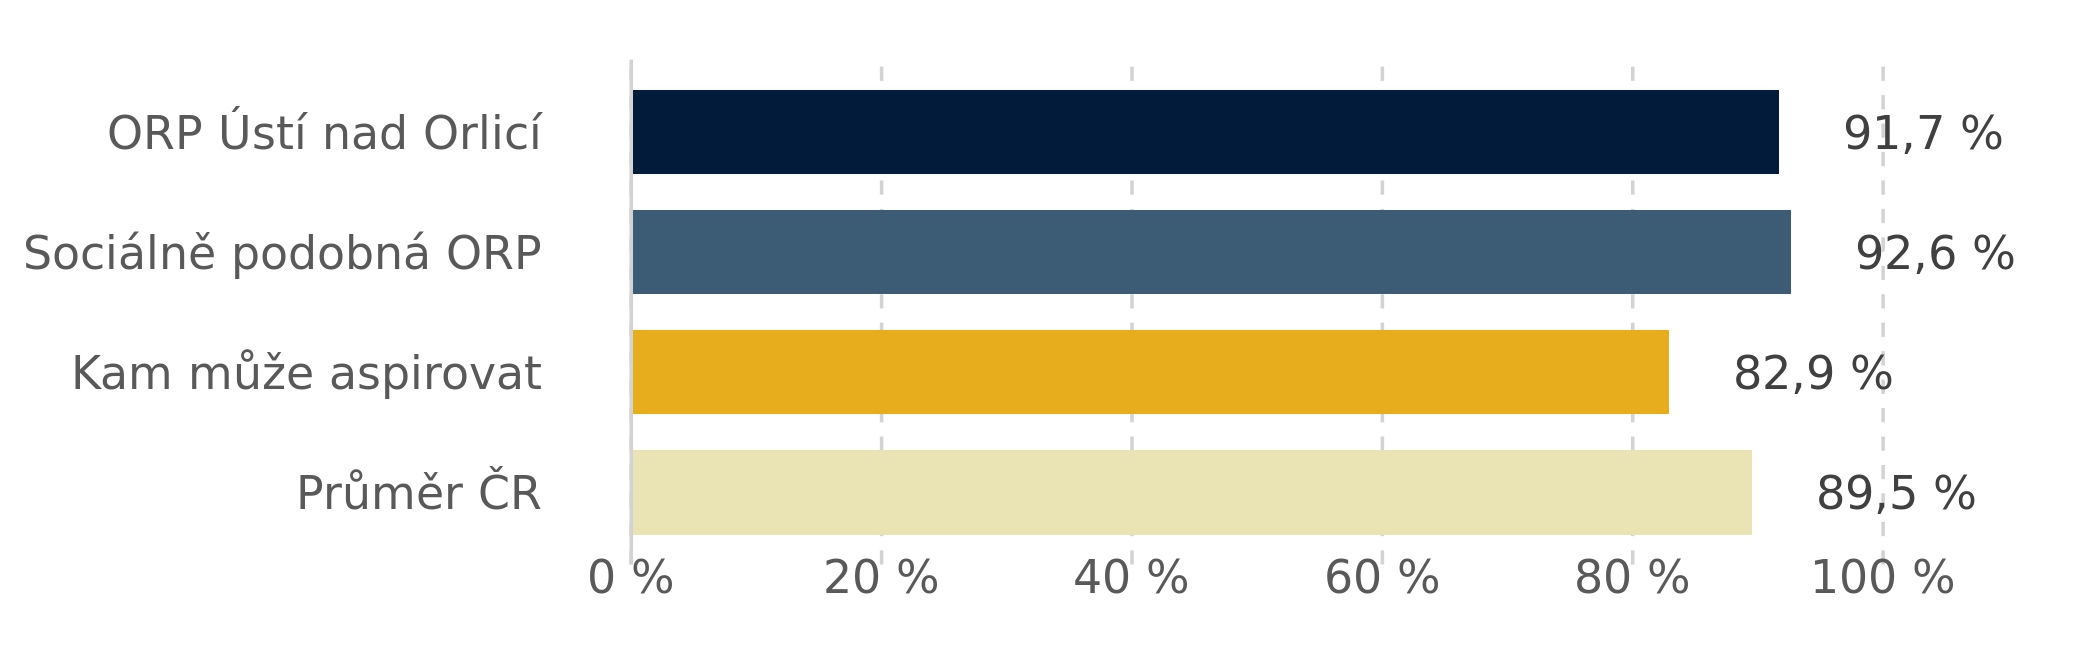 ORP Ústí nad Orlicí 91,7 %
Sociálně podobná ORP 92,6 %
Kam může aspirovat 82,9 %
Průměr ČR 89,5 %
0 % 20 % 40 % 60 % 80 % 100 %